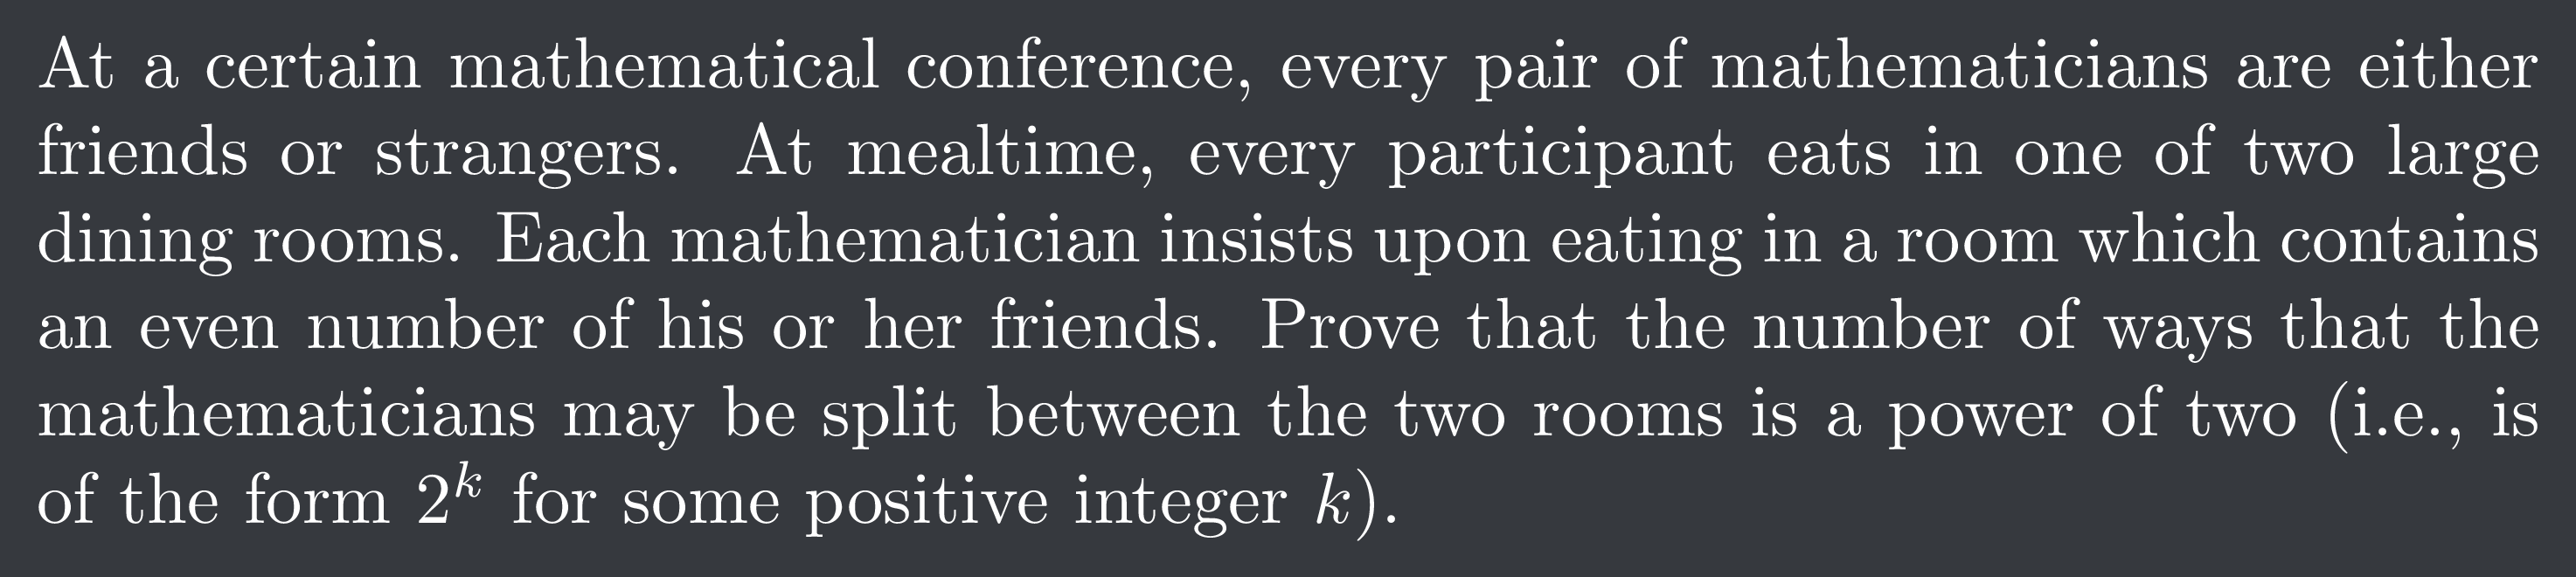 At a certain mathematical conference, every pair of mathematicians are either
friends or strangers. At mealtime, every participant eats in one of two large
dining rooms. Each mathematician insists upon eating in a room which contains
an even number of his or her friends. Prove that the number of ways that the
mathematicians may be split between the two rooms is a power of two (i.e., is
of the form $2^k$ for some positive integer $k$).